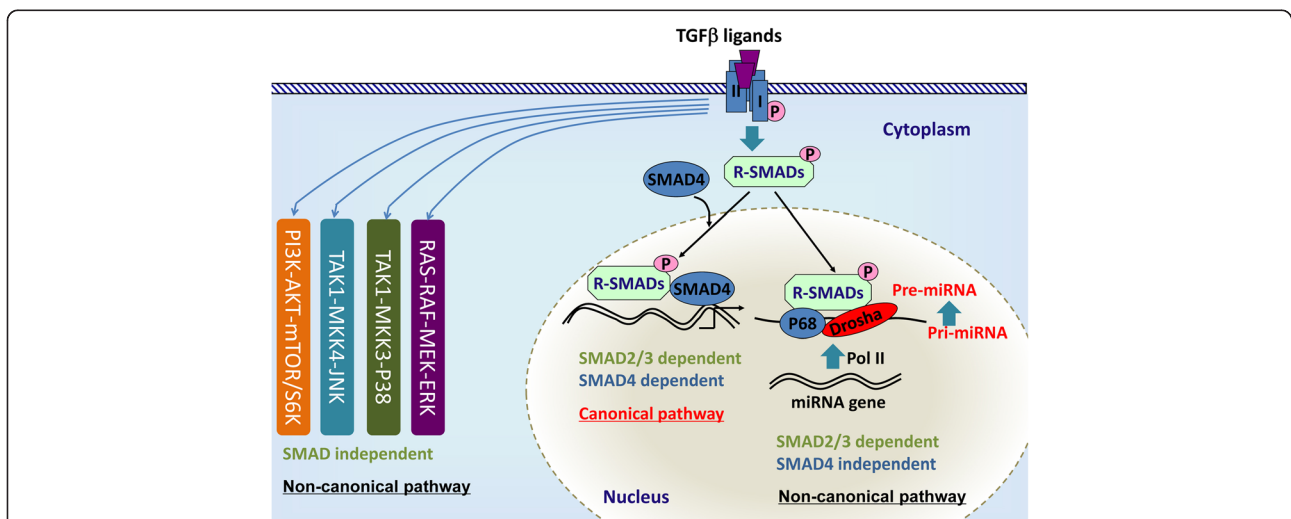 TGFβ ligands
II
I
P
Cytoplasm
P
R-SMADs
SMAD4
PI3K-AKT-mTOR/S6K
TAK1-MKK4-JNK
TAK1-MKK3-P38
RAS-RAF-MEK-ERK
SMAD independent
Non-canonical pathway
P
R-SMADs
SMAD4
SMAD2/3 dependent
SMAD4 dependent
Canonical pathway
P
R-SMADs
P68
Drosha
Pre-miRNA
Pri-miRNA
Pol II
miRNA gene
SMAD2/3 dependent
SMAD4 independent
Non-canonical pathway
Nucleus